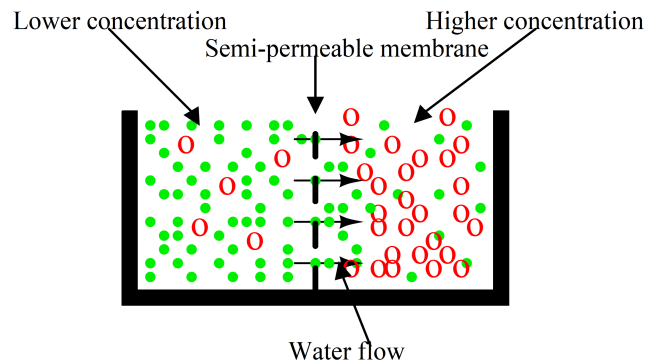 Lower concentration
Higher concentration
Semi-permeable membrane
Water flow